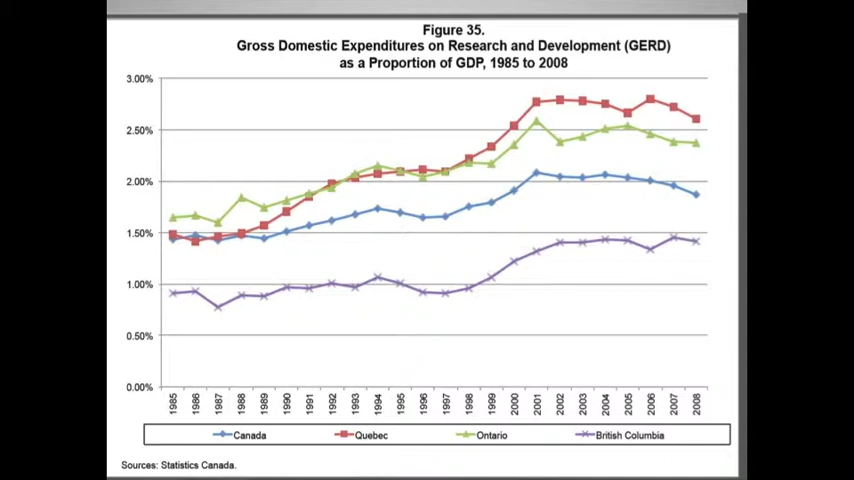 Figure 35.
Gross Domestic Expenditures on Research and Development (GERD)
as a Proportion of GDP, 1985 to 2008
3.00%
2.50%
2.00%
1.50%
1.00%
0.50%
0.00%
1985 1986 1987 1988 1989 1990 1991 1992 1993 1994 1995 1996 1997 1998 1999 2000 2001 2002 2003 2004 2005 2006 2007 2008
Canada Quebec Ontario British Columbia
Sources: Statistics Canada.